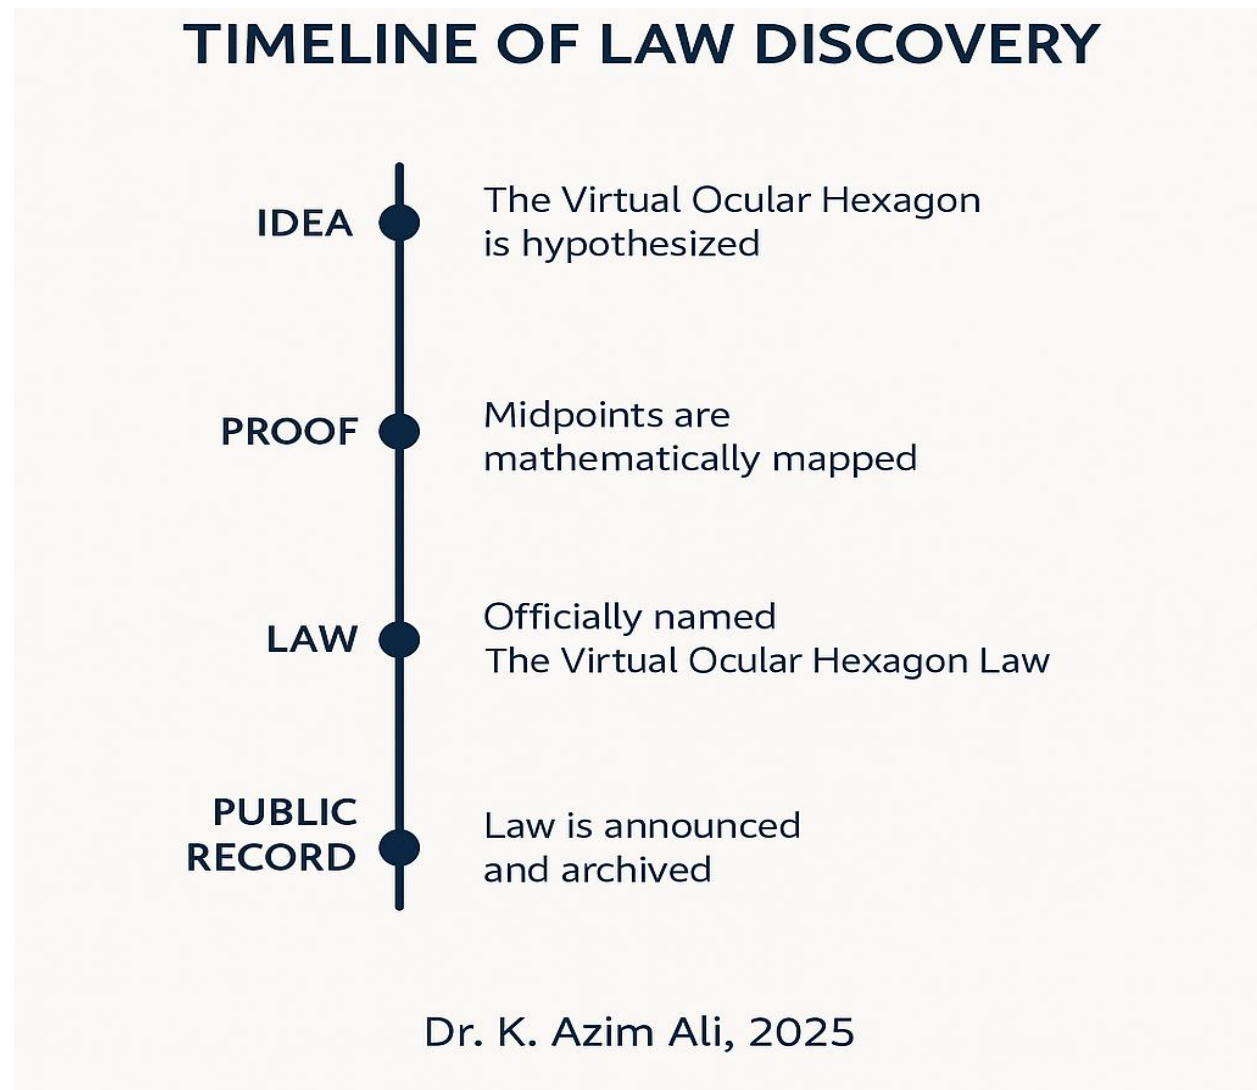 TIMELINE OF LAW DISCOVERY
IDEA
The Virtual Ocular Hexagon
is hypothesized
PROOF
Midpoints are
mathematically mapped
LAW
Officially named
The Virtual Ocular Hexagon Law
PUBLIC
RECORD
Law is announced
and archived
Dr. K. Azim Ali, 2025